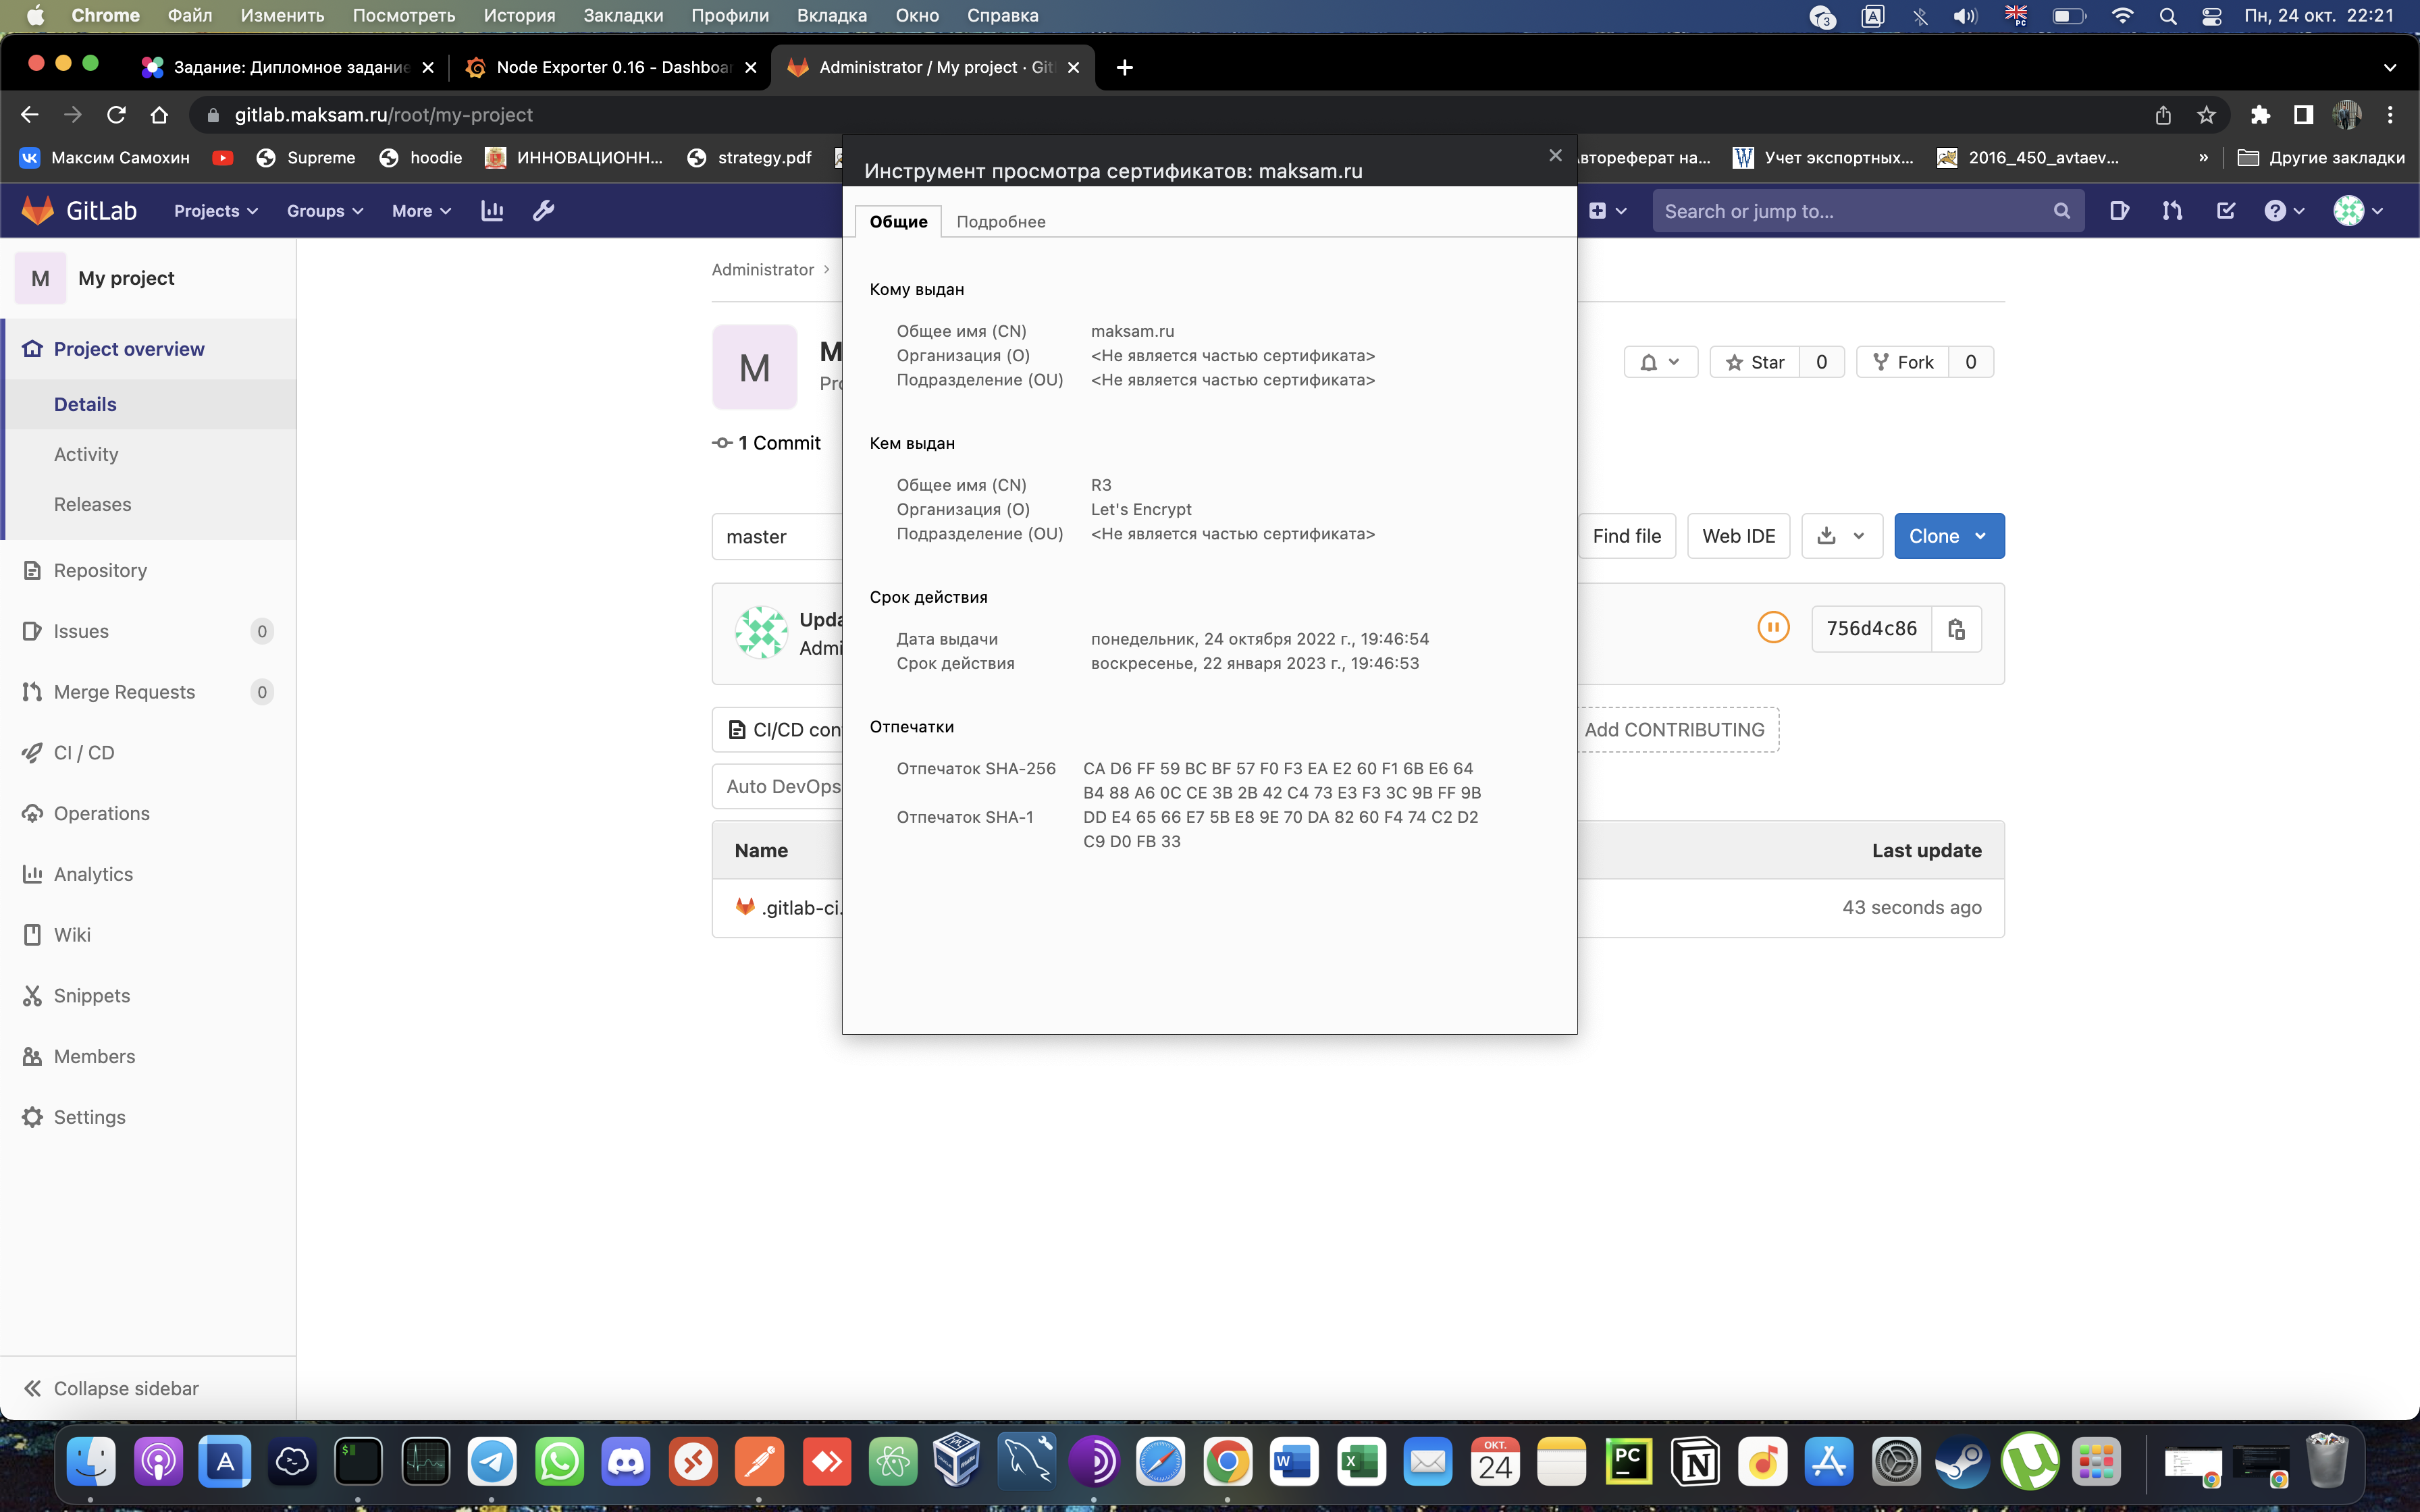 Chrome Файл Изменить Посмотреть История Закладки Профили Вкладка Окно Справка
3 A PC Пн, 24 окт. 22:21
Задание: Дипломное задание
Node Exporter 0.16 - Dashboar
Administrator / My project · Git
gitlab.maksam.ru/root/my-project
Максим Самохин Supreme hoodie ИННОВАЦИОНН... strategy.pdf Автореферат на... Учет экспортных... 2016_450_avtaev... » Другие закладки
Инструмент просмотра сертификатов: maksam.ru
GitLab Projects Groups More Search or jump to...
Общие Подробнее
M My project
Project overview
Details
Activity
Releases
Repository
Issues 0
Merge Requests 0
CI / CD
Operations
Analytics
Wiki
Snippets
Members
Settings
Collapse sidebar
Administrator >
M
Star 0 Fork 0
1 Commit
master Find file Web IDE Clone
Upda
Admi
756d4c86
CI/CD con
Add CONTRIBUTING
Auto DevOps
Name Last update
.gitlab-ci. 43 seconds ago
Кому выдан
Общее имя (CN) maksam.ru
Организация (O) <Не является частью сертификата>
Подразделение (OU) <Не является частью сертификата>
Кем выдан
Общее имя (CN) R3
Организация (O) Let's Encrypt
Подразделение (OU) <Не является частью сертификата>
Срок действия
Дата выдачи понедельник, 24 октября 2022 г., 19:46:54
Срок действия воскресенье, 22 января 2023 г., 19:46:53
Отпечатки
Отпечаток SHA-256 CA D6 FF 59 BC BF 57 F0 F3 EA E2 60 F1 6B E6 64
B4 88 A6 0C CE 3B 2B 42 C4 73 E3 F3 3C 9B FF 9B
Отпечаток SHA-1 DD E4 65 66 E7 5B E8 9E 70 DA 82 60 F4 74 C2 D2
C9 D0 FB 33
ОКТ.
24
PC